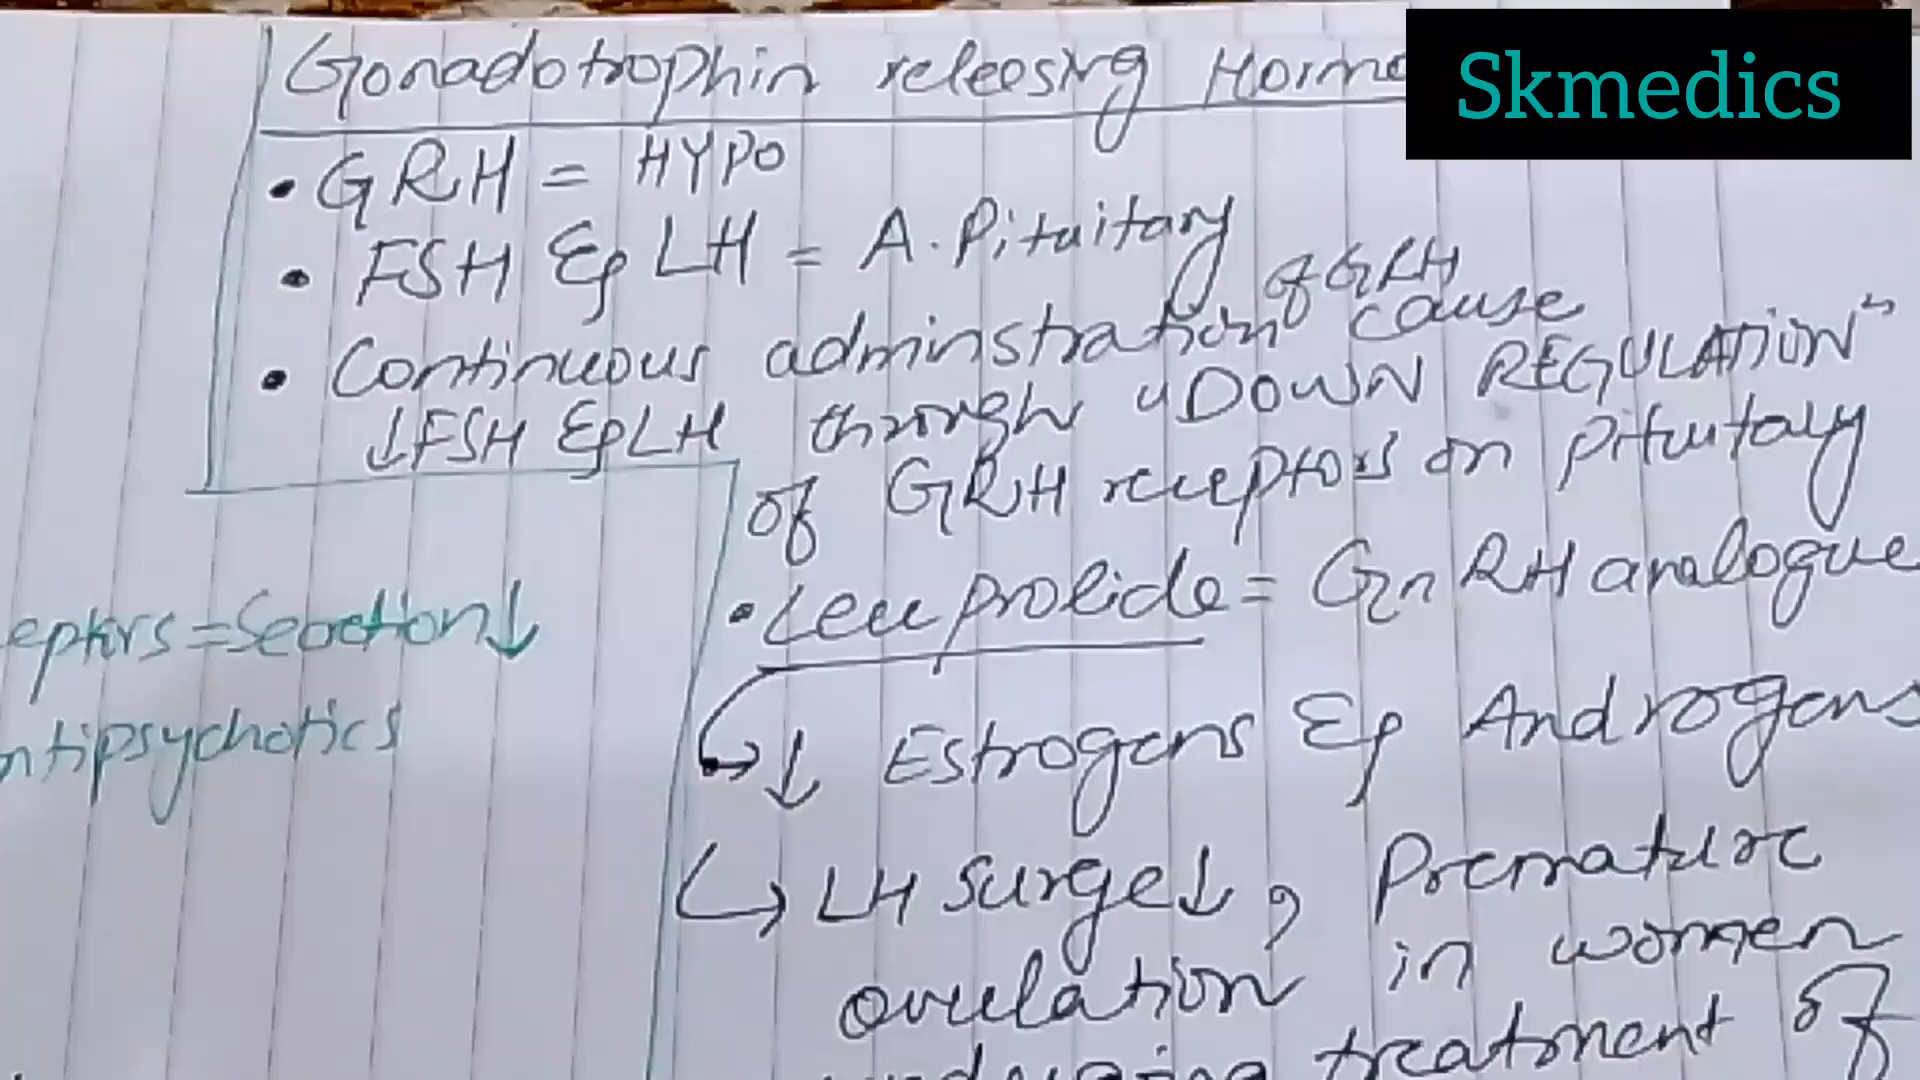 Gonadotrophin releasing Hormo
Skmedics
• GRH = HYPO
• FSH & LH = A. Pituitary
• Continuous adminstration of GRH cause
↓FSH & LH through "DOWN REGULATION"
of GRH receptors on pituitary
• Leuprolide = GnRH analogue
↓ Estrogens & Androgens
↳ LH surge↓, Premature
ovulation in women
treatment of
eptors = Secretion↓
ntipsychotics